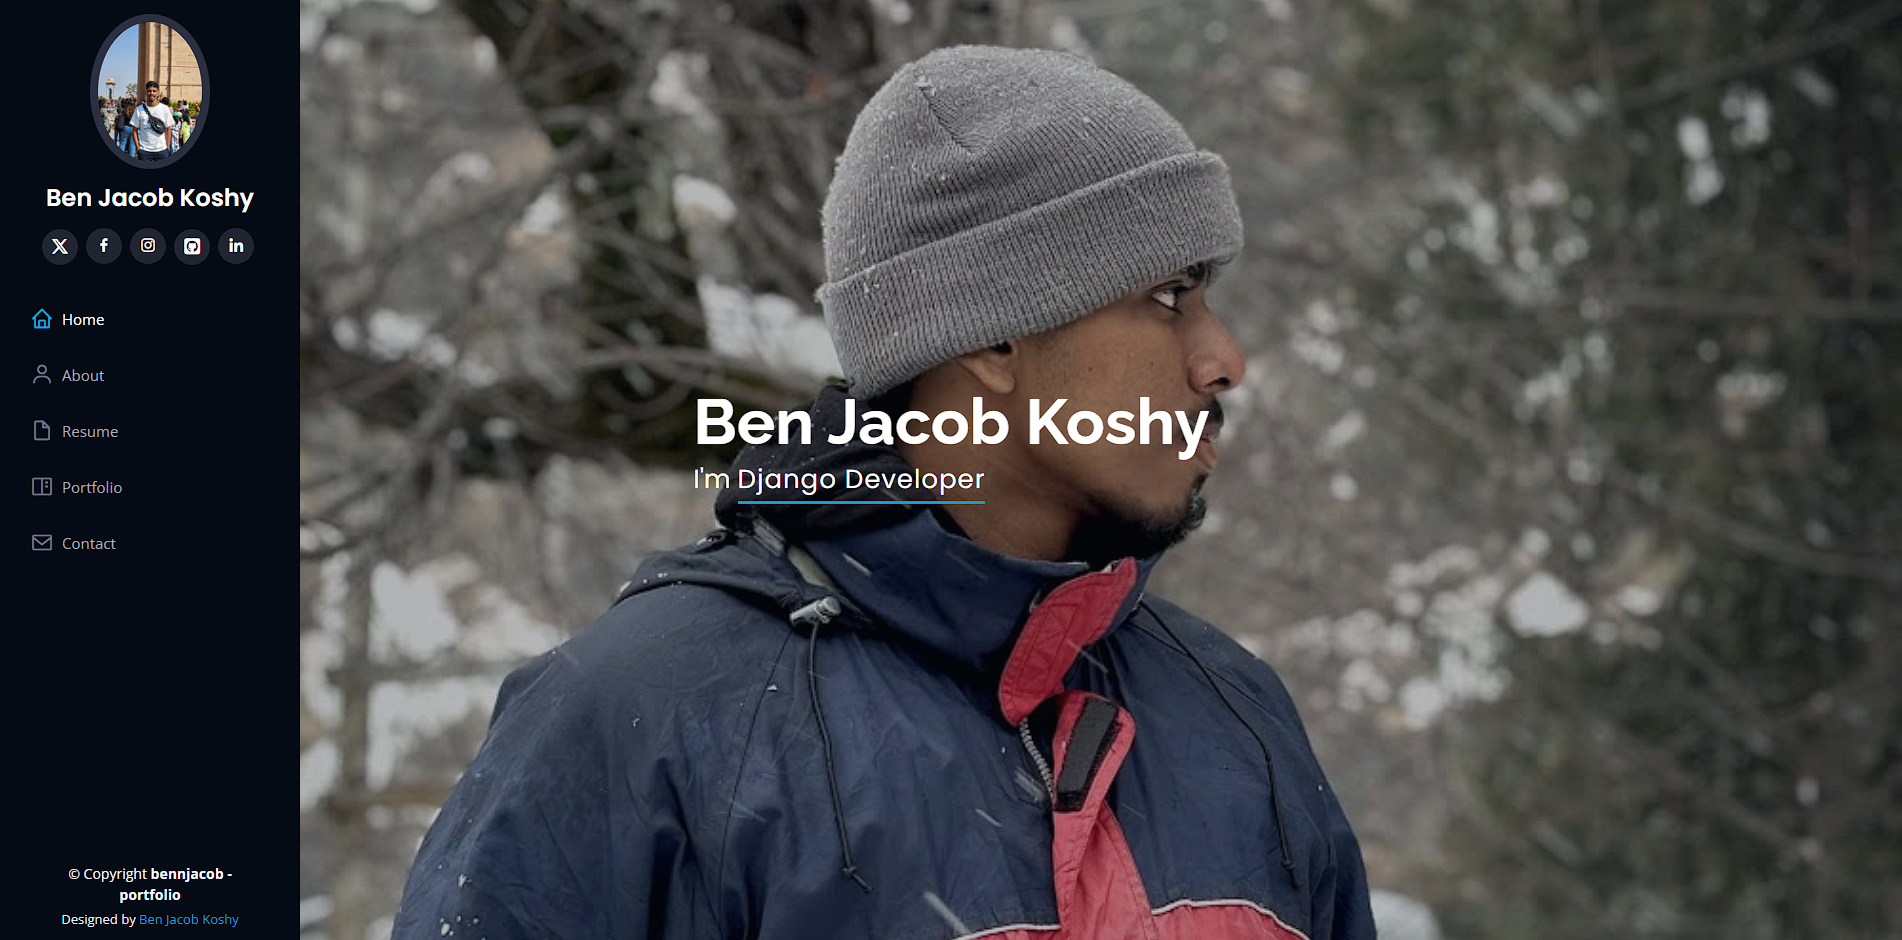 Ben Jacob Koshy
Home
About
Resume
Portfolio
Contact
© Copyright bennjacob -
portfolio
Designed by Ben Jacob Koshy
Ben Jacob Koshy
I'm Django Developer